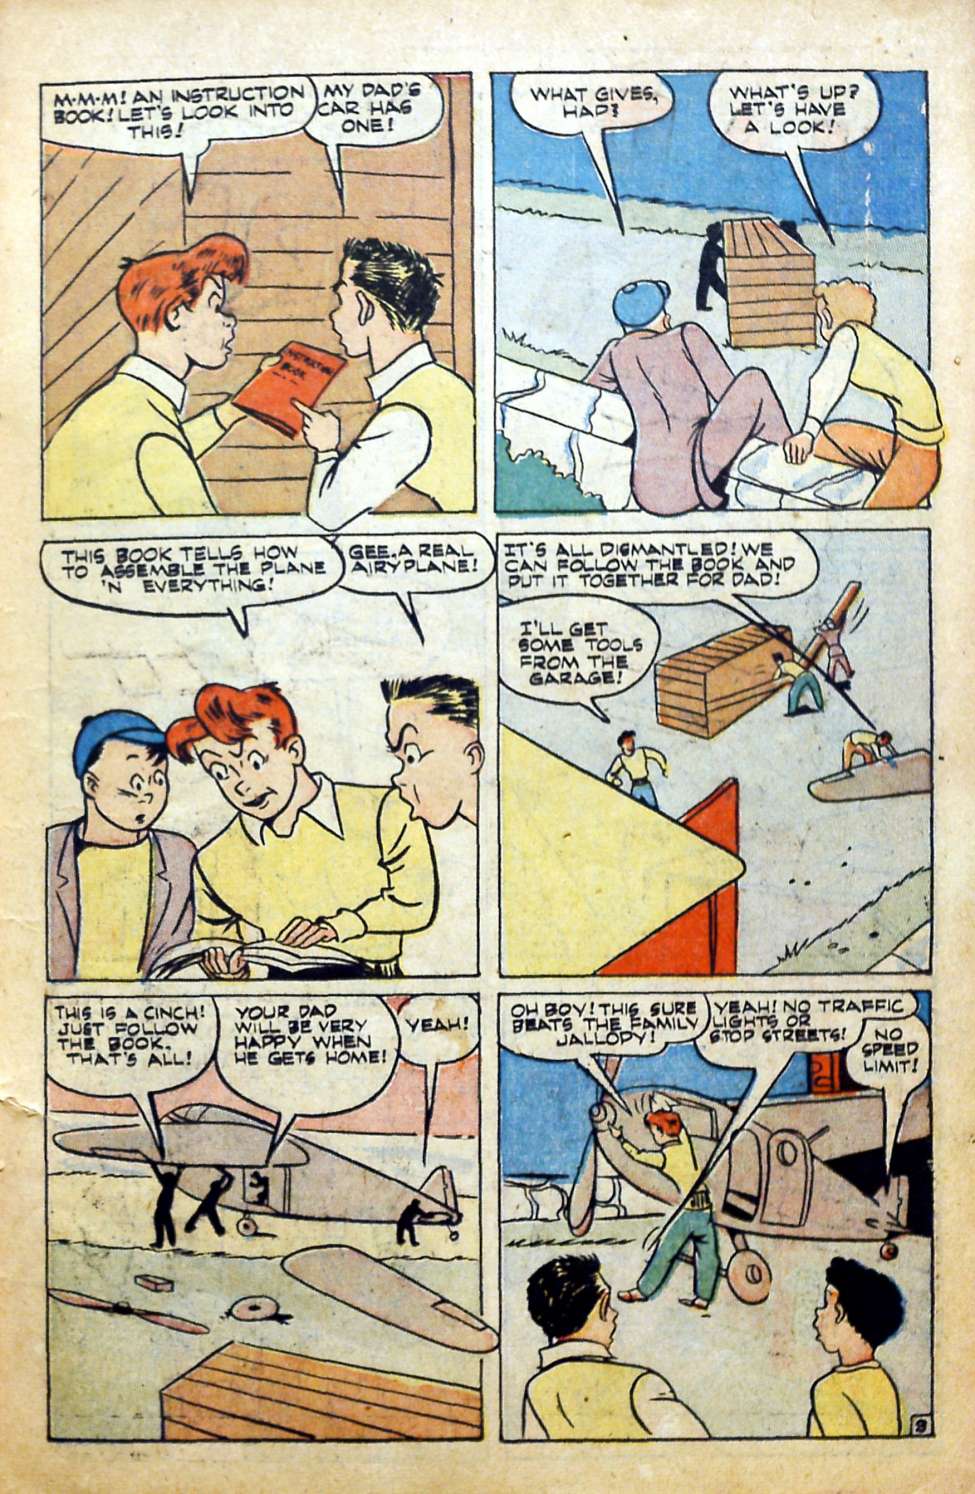 M-M-M! AN INSTRUCTION
BOOK! LET'S LOOK INTO
THIS!
MY DAD'S
CAR HAS
ONE!
INSTRUCTION
BOOK
WHAT GIVES,
HAP?
WHAT'S UP?
LET'S HAVE
A LOOK!
THIS BOOK TELLS HOW
TO ASSEMBLE THE PLANE
'N EVERYTHING!
GEE, A REAL
AIRYPLANE!
IT'S ALL DISMANTLED! WE
CAN FOLLOW THE BOOK AND
PUT IT TOGETHER FOR DAD!
I'LL GET
SOME TOOLS
FROM THE
GARAGE!
THIS IS A CINCH!
JUST FOLLOW
THE BOOK.
THAT'S ALL!
YOUR DAD
WILL BE VERY
HAPPY WHEN
HE GETS HOME!
YEAH!
OH BOY! THIS SURE
BEATS THE FAMILY
JALLOPY!
YEAH! NO TRAFFIC
LIGHTS OR
STOP STREETS!
NO
SPEED
LIMIT!
3